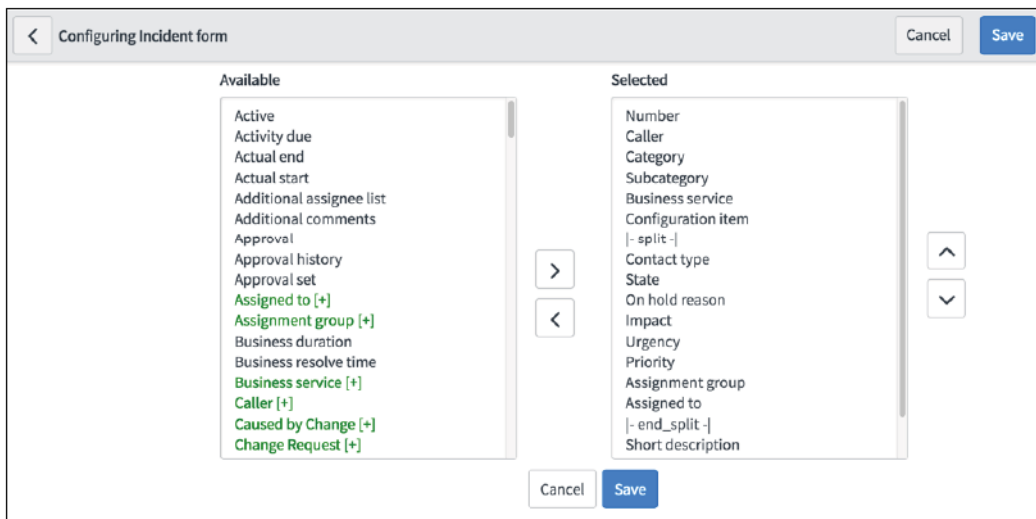 Configuring Incident form
Cancel
Save
Available
Active
Activity due
Actual end
Actual start
Additional assignee list
Additional comments
Approval
Approval history
Approval set
Assigned to [+]
Assignment group [+]
Business duration
Business resolve time
Business service [+]
Caller [+]
Caused by Change [+]
Change Request [+]
Selected
Number
Caller
Category
Subcategory
Business service
Configuration item
|- split -|
Contact type
State
On hold reason
Impact
Urgency
Priority
Assignment group
Assigned to
|- end_split -|
Short description
Cancel
Save